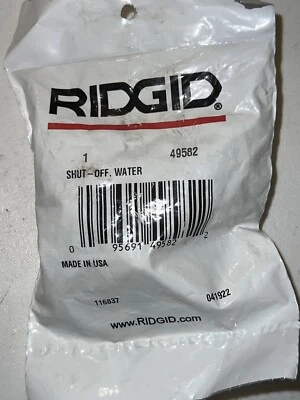 RIDGID®
1 49582
SHUT-OFF, WATER
0 95691 49582 2
MADE IN USA
116837 041922
www.RIDGID.com